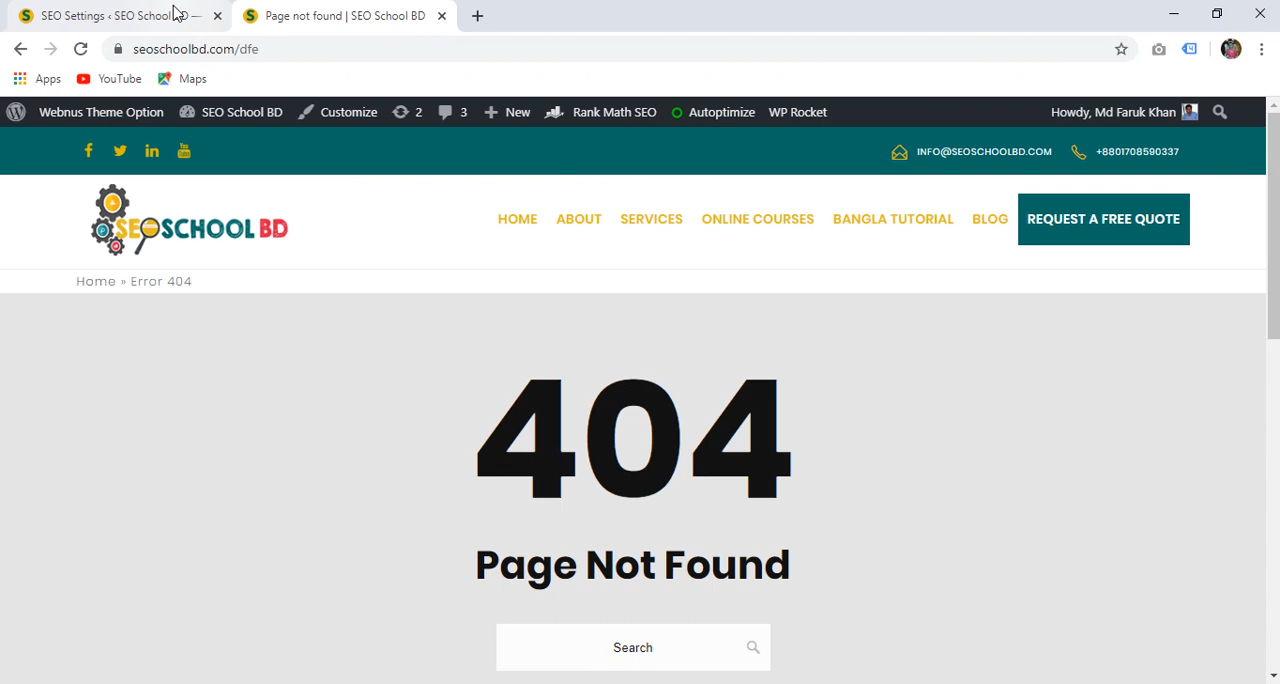 SEO Settings ‹ SEO School BD —
Page not found | SEO School BD
seoschoolbd.com/dfe
Apps YouTube Maps
Webnus Theme Option SEO School BD Customize 2 3 New Rank Math SEO Autoptimize WP Rocket Howdy, Md Faruk Khan
INFO@SEOSCHOOLBD.COM +8801708590337
SEOSCHOOL BD
HOME ABOUT SERVICES ONLINE COURSES BANGLA TUTORIAL BLOG REQUEST A FREE QUOTE
Home » Error 404
404
Page Not Found
Search